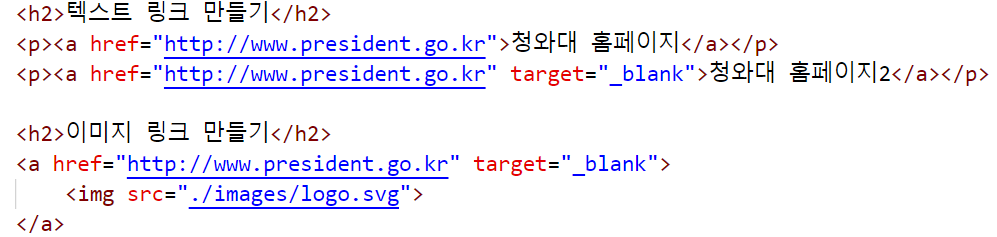 <h2>텍스트 링크 만들기</h2>
<p><a href="http://www.president.go.kr">청와대 홈페이지</a></p>
<p><a href="http://www.president.go.kr" target="_blank">청와대 홈페이지2</a></p>
<h2>이미지 링크 만들기</h2>
<a href="http://www.president.go.kr" target="_blank">
<img src="./images/logo.svg">
</a>